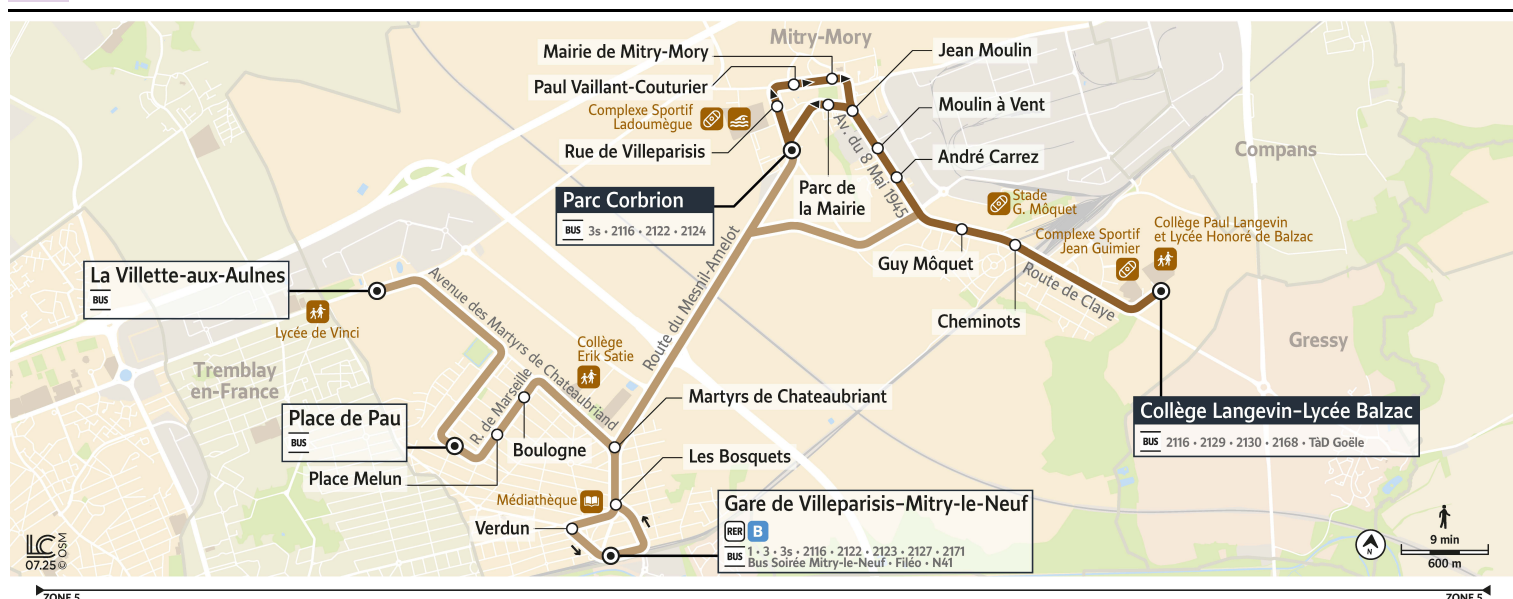 Mitry-Mory
Mairie de Mitry-Mory
Jean Moulin
Paul Vaillant-Couturier
Complexe Sportif
Ladoumègue
Moulin à Vent
Rue de Villeparisis
André Carrez
Compans
Av. du 8 Mai 1945
Parc de
la Mairie
Parc Corbrion
BUS 3s • 2116 • 2122 • 2124
Stade
G. Môquet
Complexe Sportif
Jean Guimier
Collège Paul Langevin
et Lycée Honoré de Balzac
Guy Môquet
Route de Claye
Cheminots
La Villette-aux-Aulnes
BUS
Lycée de Vinci
Avenue des Martyrs de Chateaubriand
Route du Mesnil-Amelot
Collège
Erik Satie
Tremblay
en-France
Gressy
R. de Marseille
Place de Pau
BUS
Martyrs de Chateaubriant
Collège Langevin–Lycée Balzac
BUS 2116 • 2129 • 2130 • 2168 • TàD Goële
Boulogne
Place Melun
Les Bosquets
Médiathèque
Verdun
Gare de Villeparisis–Mitry-le-Neuf
RER B
BUS 1 • 3 • 3s • 2116 • 2122 • 2123 • 2127 • 2171
Bus Soirée Mitry-le-Neuf • Filéo • N41
LC
07.25 © OSM
N
9 min
600 m
ZONE 5
ZONE 5